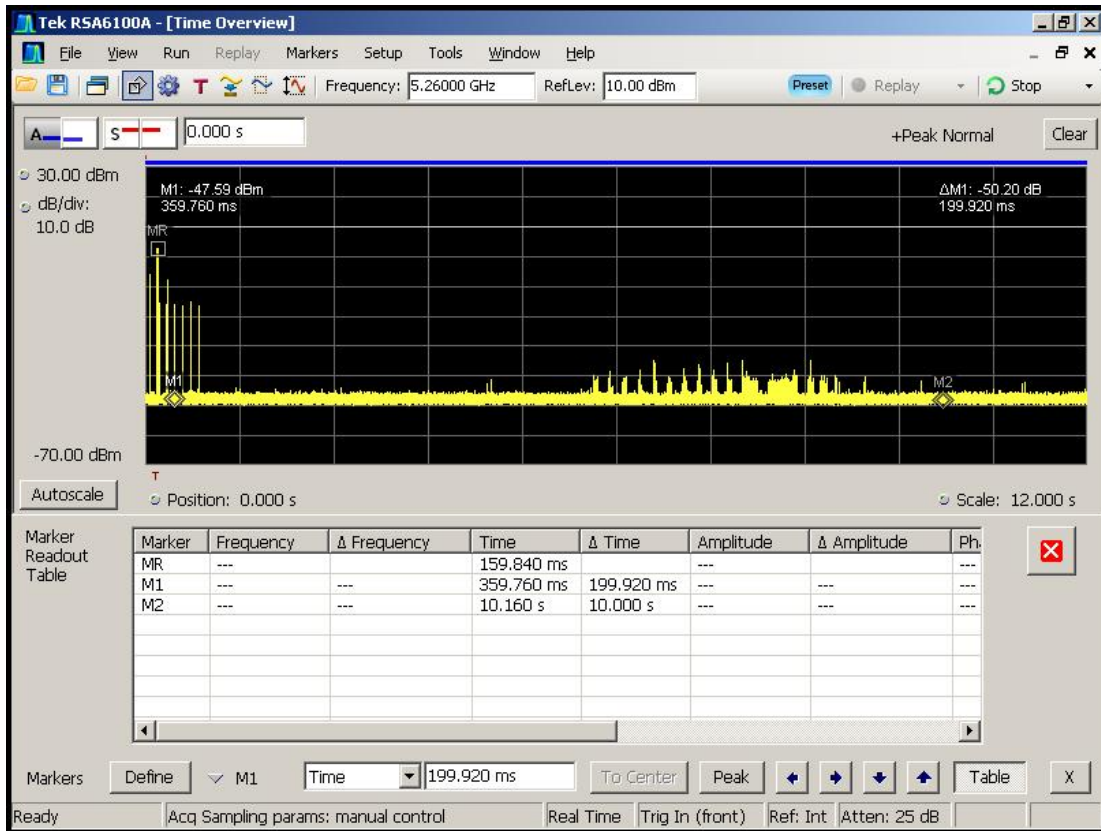 Tek RSA6100A - [Time Overview]
File View Run Replay Markers Setup Tools Window Help
T Frequency: 5.26000 GHz RefLev: 10.00 dBm Preset Replay Stop
A S 0.000 s +Peak Normal Clear
30.00 dBm
dB/div:
10.0 dB
M1: -47.59 dBm
359.760 ms
ΔM1: -50.20 dB
199.920 ms
MR
M1
M2
-70.00 dBm
T
Autoscale Position: 0.000 s Scale: 12.000 s
Marker
Readout
Table
Marker Frequency Δ Frequency Time Δ Time Amplitude Δ Amplitude Ph
MR --- 159.840 ms --- ---
M1 --- --- 359.760 ms 199.920 ms --- --- ---
M2 --- --- 10.160 s 10.000 s --- --- ---
Markers Define M1 Time 199.920 ms To Center Peak Table X
Ready Acq Sampling params: manual control Real Time Trig In (front) Ref: Int Atten: 25 dB